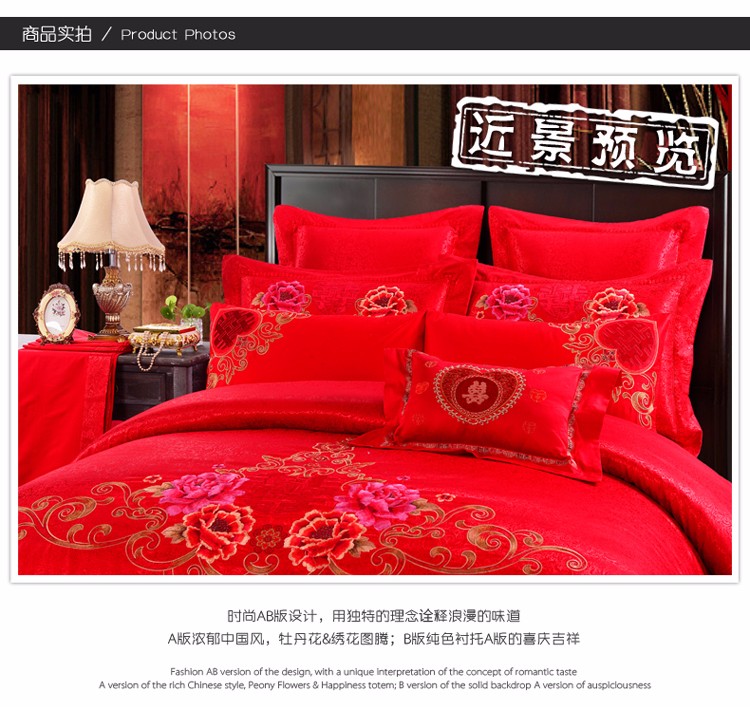 商品实拍 / Product Photos
近景预览
囍
时尚AB版设计，用独特的理念诠释浪漫的味道
A版浓郁中国风，牡丹花&绣花图腾；B版纯色衬托A版的喜庆吉祥
Fashion AB version of the design, with a unique interpretation of the concept of romantic taste
A version of the rich Chinese style, Peony Flowers & Happiness totem; B version of the solid backdrop A version of auspiciousness